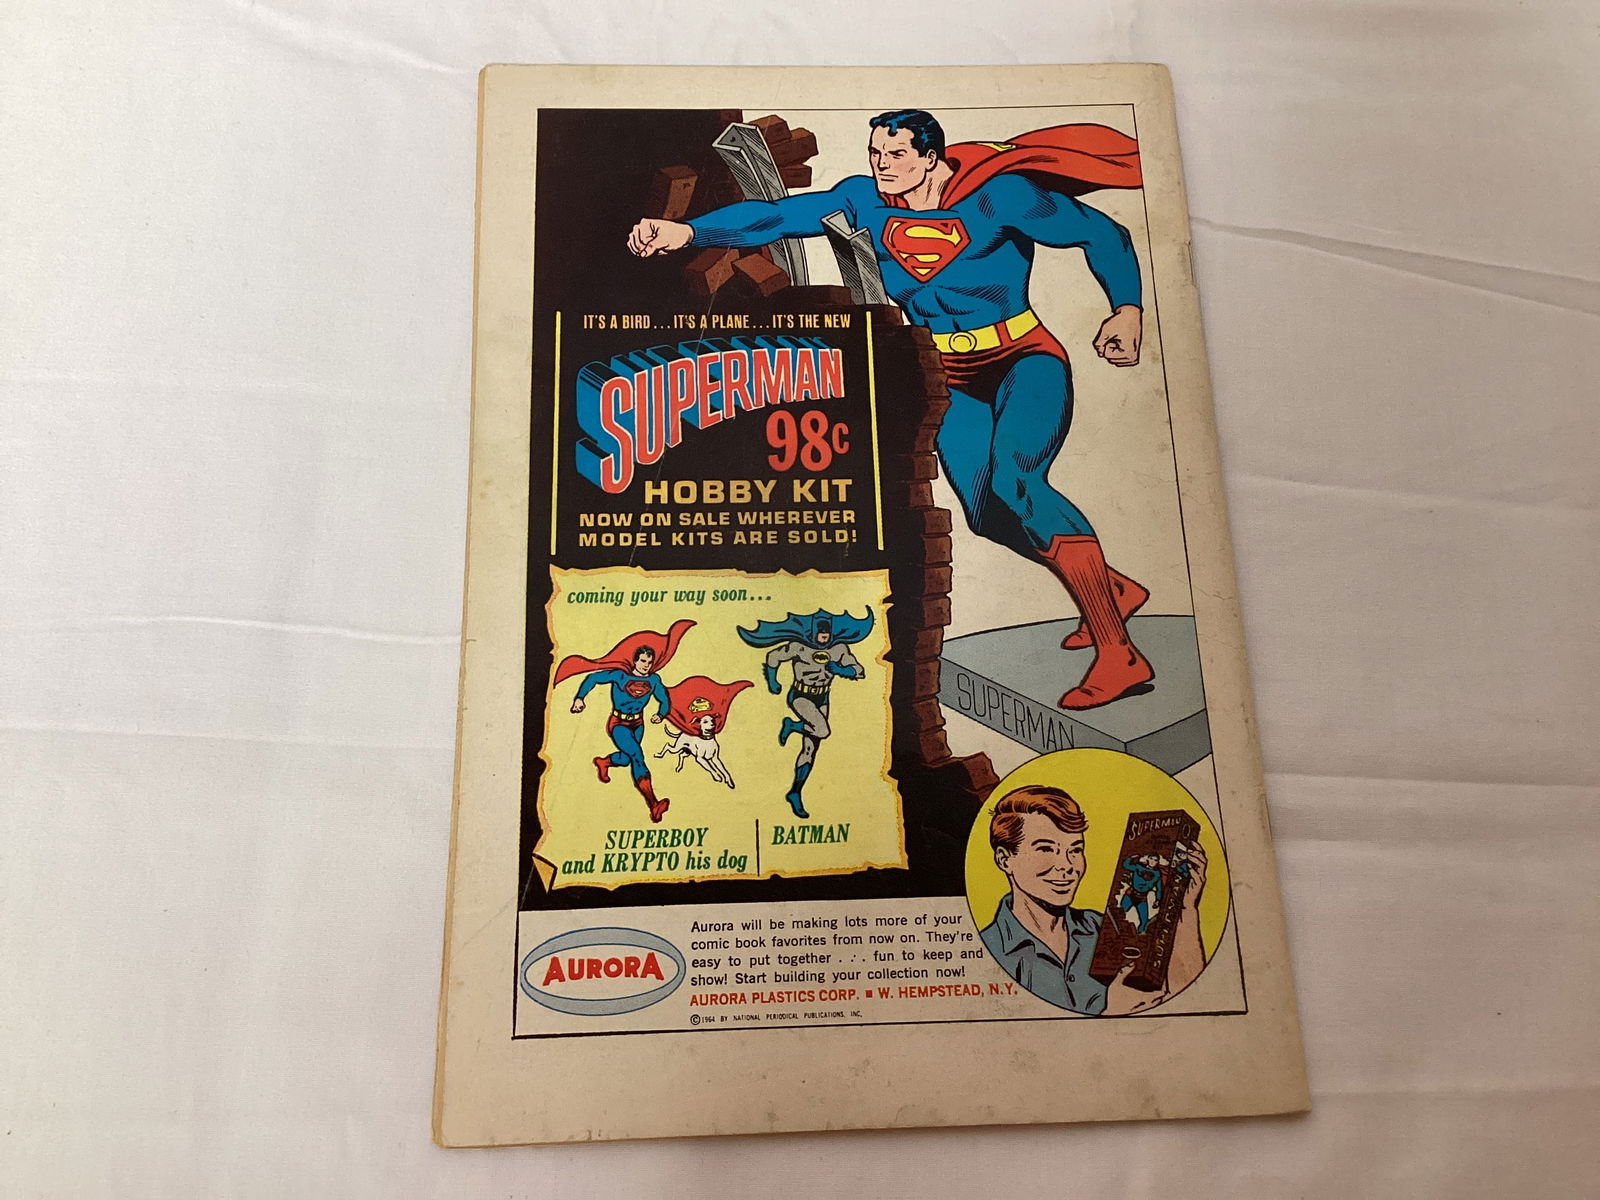 IT'S A BIRD...IT'S A PLANE...IT'S THE NEW
SUPERMAN
98c
HOBBY KIT
NOW ON SALE WHEREVER
MODEL KITS ARE SOLD!
coming your way soon...
SUPERBOY
and KRYPTO his dog
BATMAN
SUPERMAN
SUPERMAN
SUPERMAN
AURORA
Aurora will be making lots more of your
comic book favorites from now on. They're
easy to put together . . . fun to keep and
show! Start building your collection now!
AURORA PLASTICS CORP. ■ W. HEMPSTEAD, N.Y.
©1964 BY NATIONAL PERIODICAL PUBLICATIONS, INC.